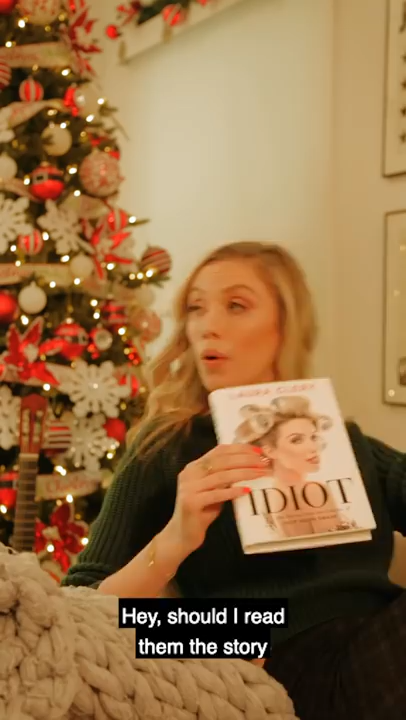 LAURA CLERY
IDIOT
Hey, should I read
them the story